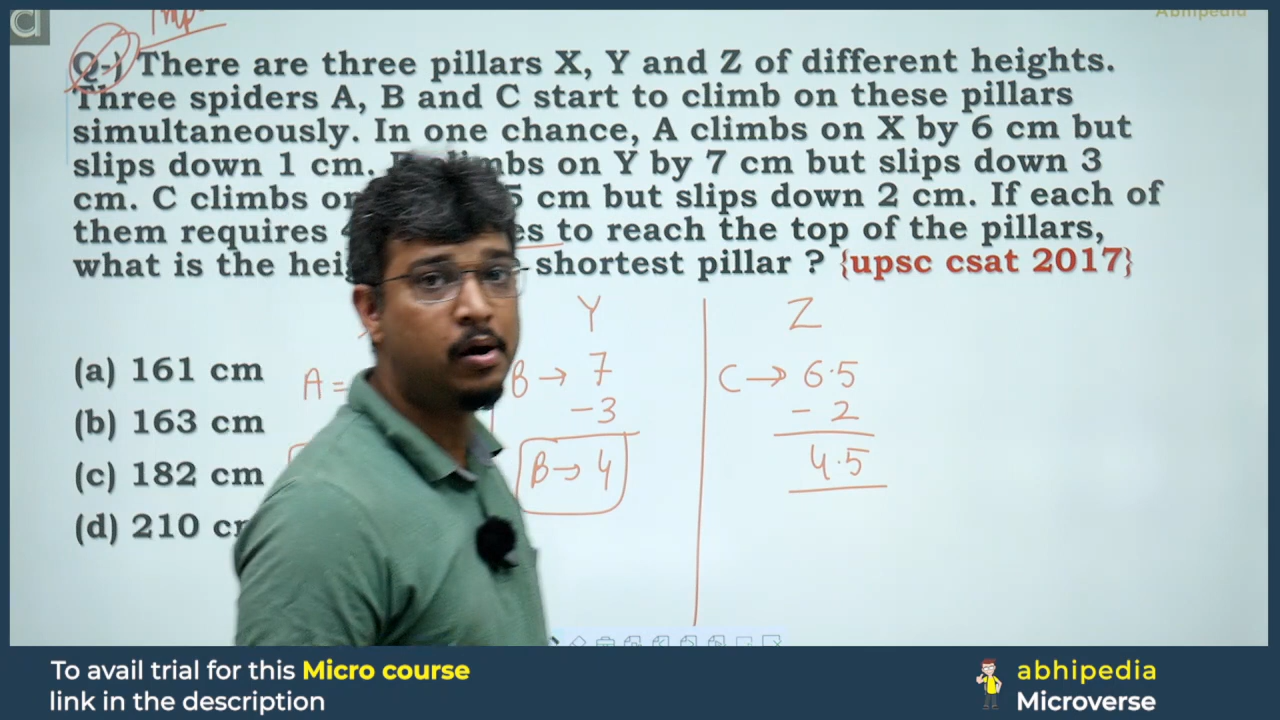 Imp.
Abhipedia
Q-) There are three pillars X, Y and Z of different heights.
Three spiders A, B and C start to climb on these pillars
simultaneously. In one chance, A climbs on X by 6 cm but
slips down 1 cm. climbs on Y by 7 cm but slips down 3
cm. C climbs 5 cm but slips down 2 cm. If each of
them requires to reach the top of the pillars,
what is the shortest pillar ? {upsc csat 2017}
Y
Z
(a) 161 cm
A =
B → 7
C → 6.5
- 3
- 2
(b) 163 cm
B → 4
4.5
(c) 182 cm
(d) 210
To avail trial for this Micro course
link in the description
abhipedia
Microverse